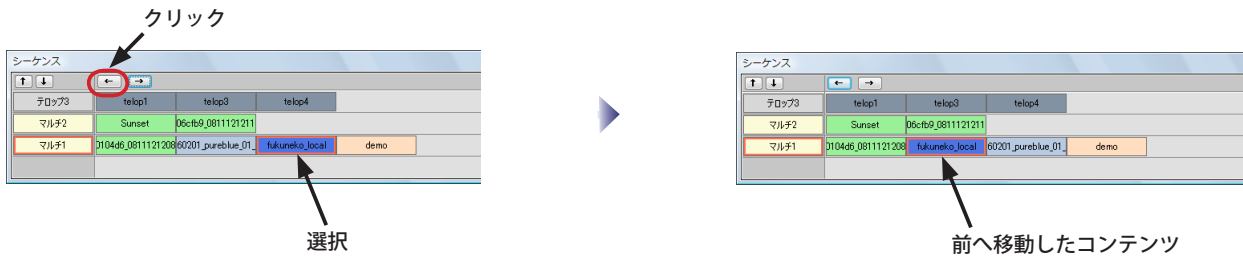 クリック
シーケンス
↑ ↓ ← →
テロップ3 telop1 telop3 telop4
マルチ2 Sunset 06cfb9_0811121211
マルチ1 0104d6_0811121208 60201_pureblue_01_ fukuneko_local demo
選択
シーケンス
↑ ↓ ← →
テロップ3 telop1 telop3 telop4
マルチ2 Sunset 06cfb9_0811121211
マルチ1 0104d6_0811121208 fukuneko_local 60201_pureblue_01_ demo
前へ移動したコンテンツ